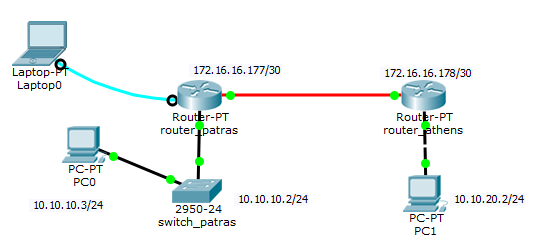 Laptop-PT
Laptop0
172.16.16.177/30
172.16.16.178/30
Router-PT
router_patras
Router-PT
router_athens
PC-PT
PC0
10.10.10.3/24
2950-24
switch_patras
10.10.10.2/24
PC-PT
PC1
10.10.20.2/24